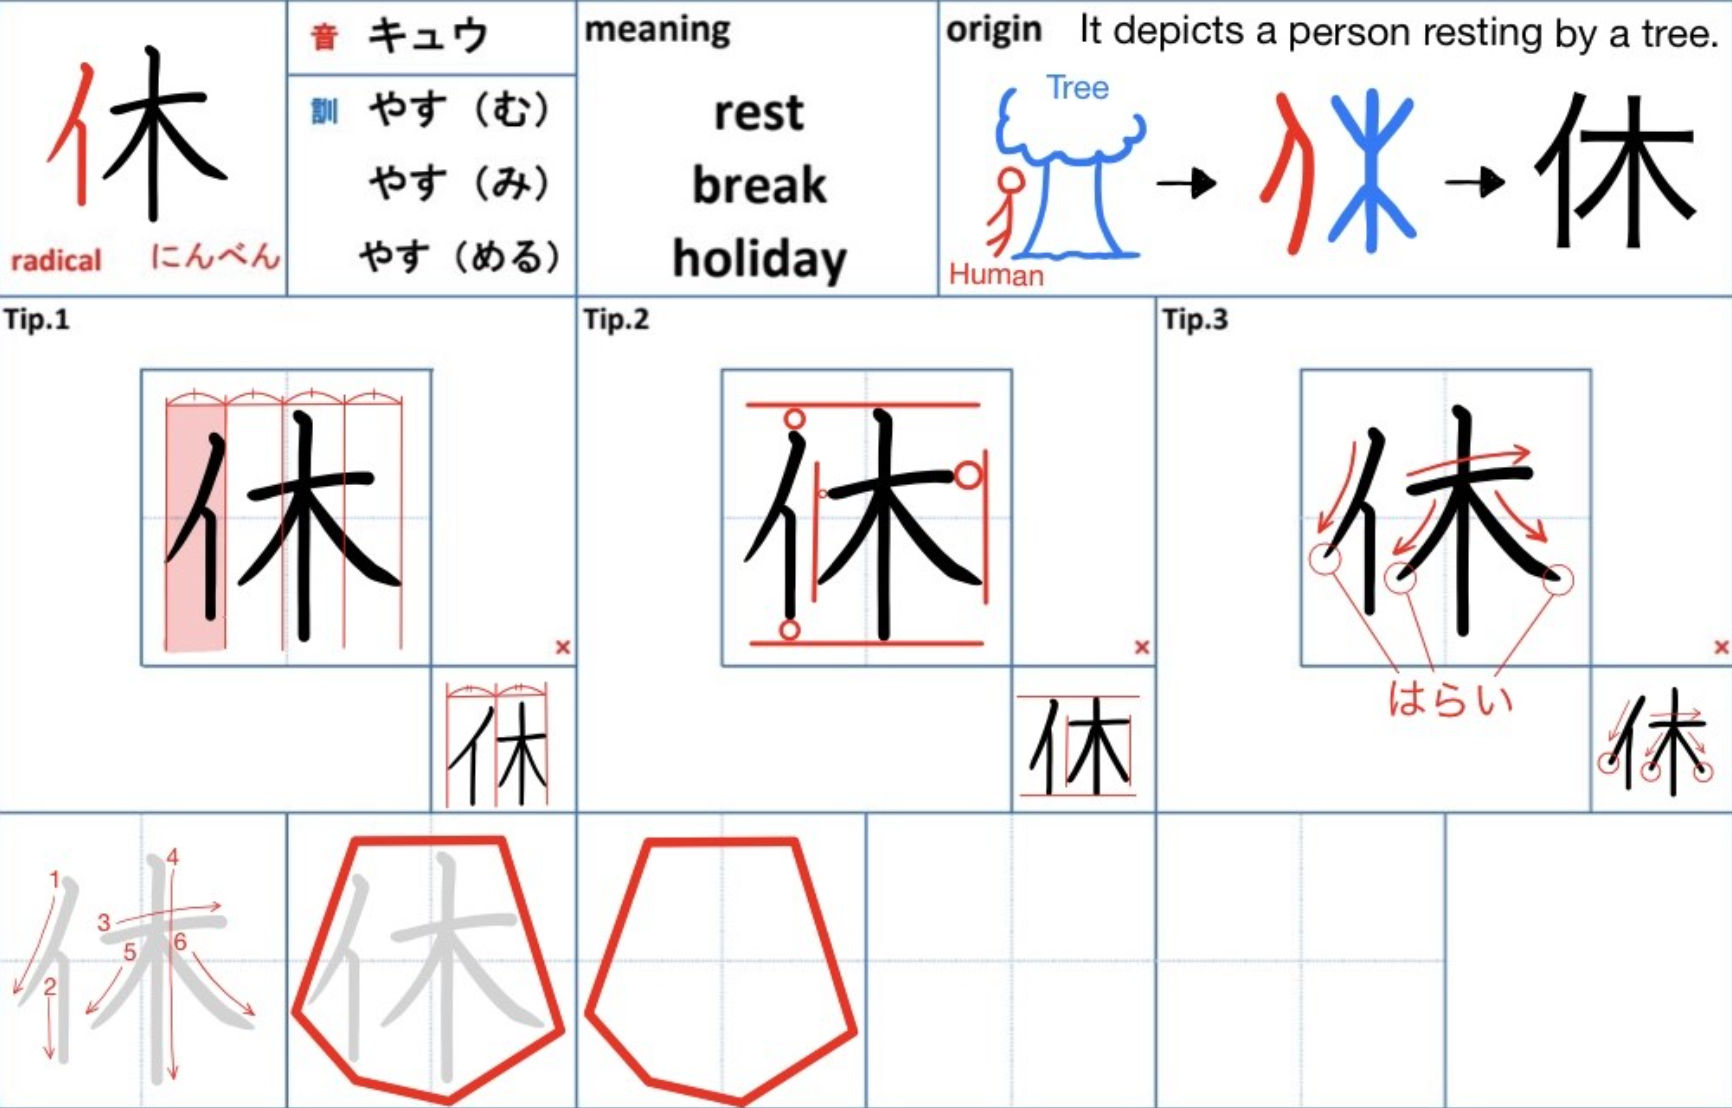 休
radical にんべん
音 キュウ
訓 やす（む）
やす（み）
やす（める）
meaning
rest
break
holiday
origin It depicts a person resting by a tree.
Tree
Human
休
Tip.1
休
×
休
Tip.2
休
×
休
Tip.3
休
はらい
×
休
休
1
2
3
4
5
6
休